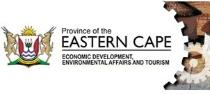 Province of the
EASTERN CAPE
ECONOMIC DEVELOPMENT,
ENVIRONMENTAL AFFAIRS AND TOURISM